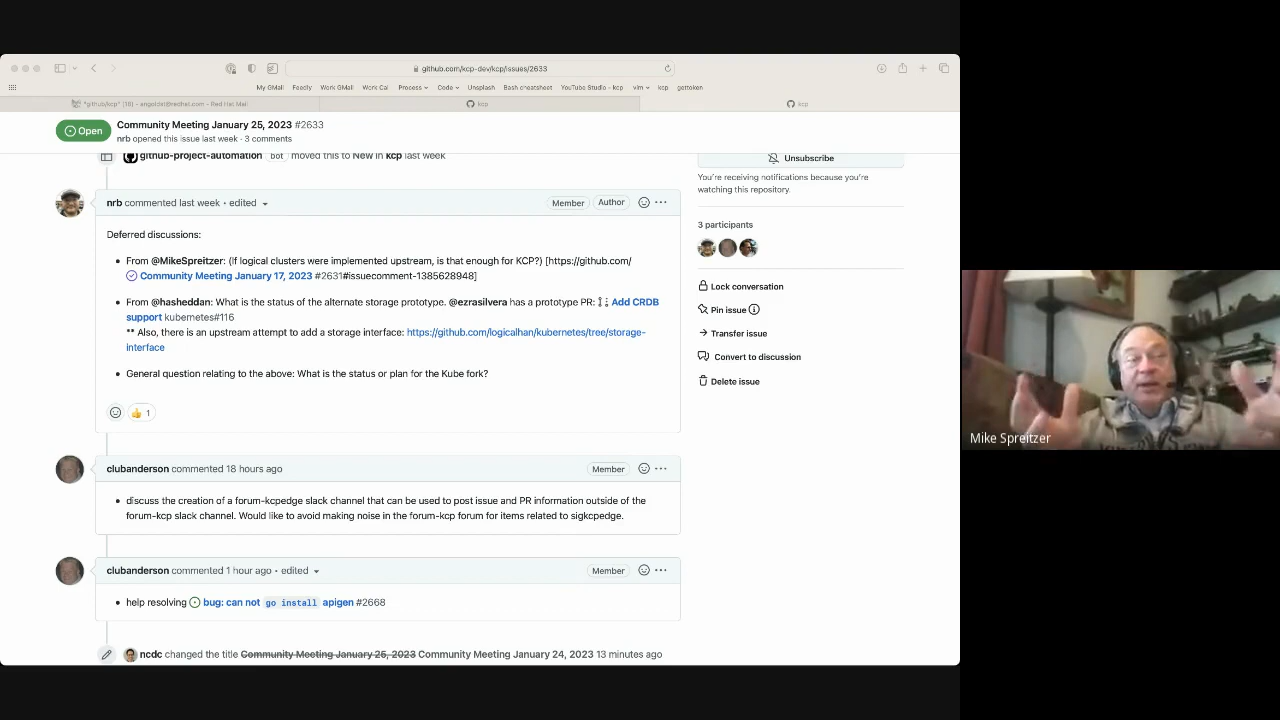 github.com/kcp-dev/kcp/issues/2633
My GMail Feedly Work GMail Work Cal Process Code Unsplash Bash cheatsheet YouTube Studio - kcp vim kcp gettoken
"github/kcp" (16) - angoldst@redhat.com - Red Hat Mail kcp kcp
Open
Community Meeting January 25, 2023 #2633
nrb opened this issue last week · 3 comments
github-project-automation bot moved this to New in kcp last week
Unsubscribe
You're receiving notifications because you're
watching this repository.
nrb commented last week • edited Member Author
Deferred discussions:
• From @MikeSpreitzer: (If logical clusters were implemented upstream, is that enough for KCP?) [https://github.com/
Community Meeting January 17, 2023 #2631#issuecomment-1385628948]
• From @hasheddan: What is the status of the alternate storage prototype. @ezrasilvera has a prototype PR: Add CRDB
support kubernetes#116
** Also, there is an upstream attempt to add a storage interface: https://github.com/logicalhan/kubernetes/tree/storage-
interface
• General question relating to the above: What is the status or plan for the Kube fork?
👍 1
3 participants
Lock conversation
Pin issue
Transfer issue
Convert to discussion
Delete issue
clubanderson commented 18 hours ago Member
• discuss the creation of a forum-kcpedge slack channel that can be used to post issue and PR information outside of the
forum-kcp slack channel. Would like to avoid making noise in the forum-kcp forum for items related to sigkcpedge.
clubanderson commented 1 hour ago • edited Member
• help resolving bug: can not go install apigen #2668
ncdc changed the title Community Meeting January 25, 2023 Community Meeting January 24, 2023 13 minutes ago
Mike Spreitzer